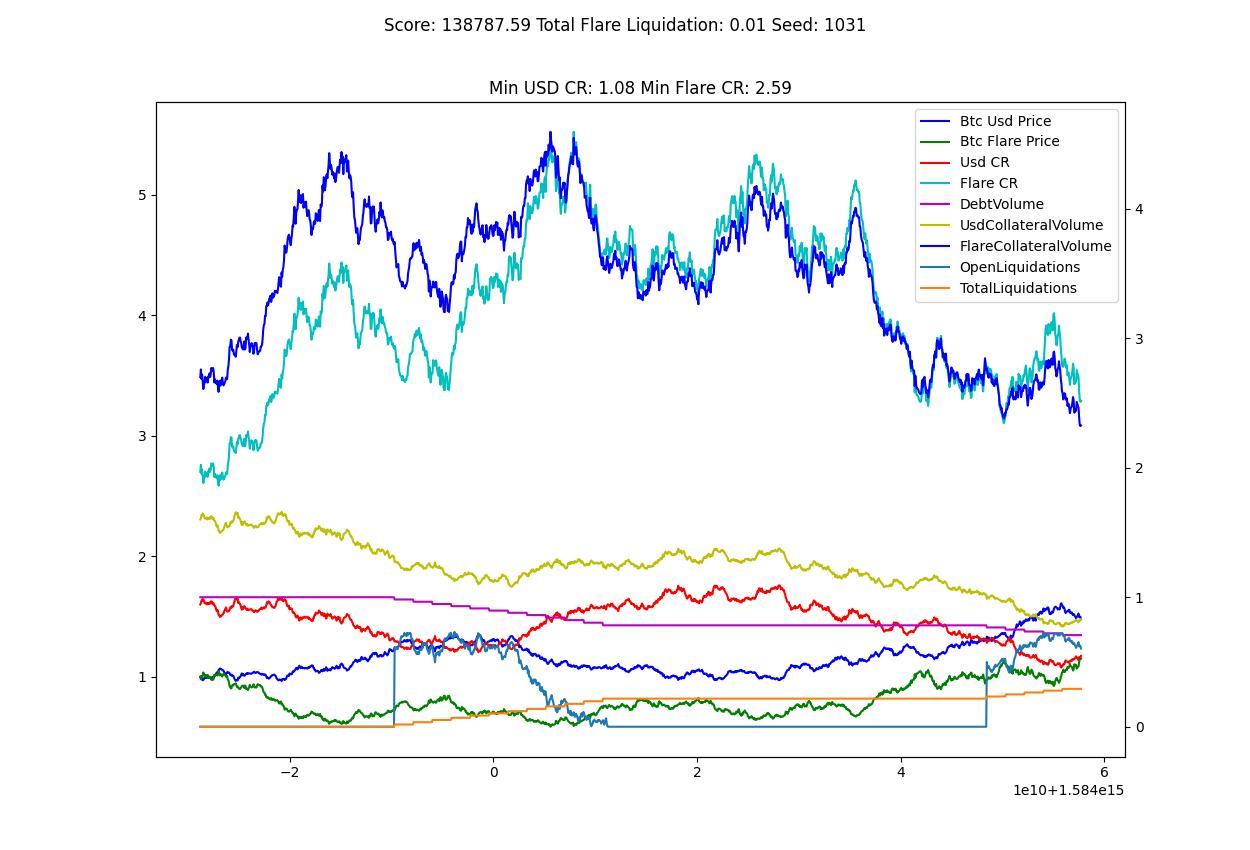 Score: 138787.59 Total Flare Liquidation: 0.01 Seed: 1031
Min USD CR: 1.08 Min Flare CR: 2.59
Btc Usd Price
Btc Flare Price
Usd CR
Flare CR
DebtVolume
UsdCollateralVolume
FlareCollateralVolume
OpenLiquidations
TotalLiquidations
5
4
3
2
1
4
3
2
1
0
−2
0
2
4
6
1e10+1.584e15